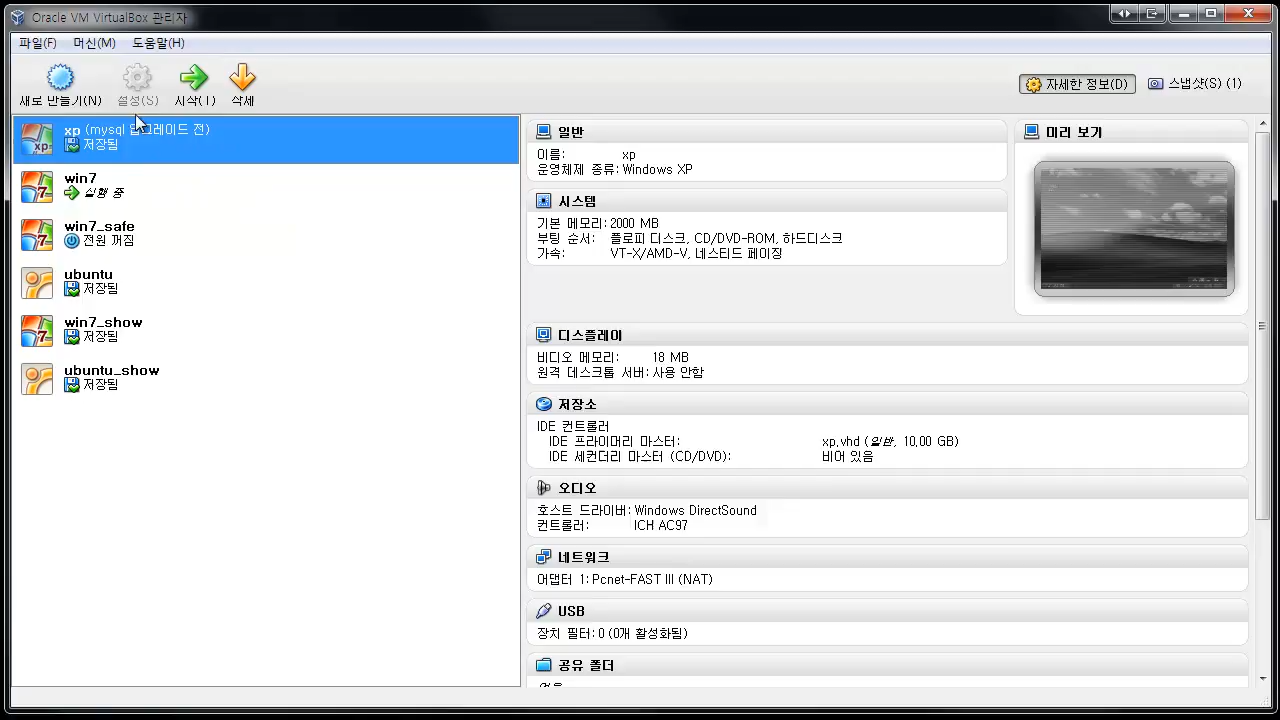 Oracle VM VirtualBox 관리자
파일(F) 머신(M) 도움말(H)
새로 만들기(N) 설정(S) 시작(T) 삭제
자세한 정보(D) 스냅샷(S) (1)
xp (mysql 업그레이드 전)
저장됨
win7
실행 중
win7_safe
전원 꺼짐
ubuntu
저장됨
win7_show
저장됨
ubuntu_show
저장됨
일반
이름: xp
운영체제 종류: Windows XP
미리 보기
시스템
기본 메모리: 2000 MB
부팅 순서: 플로피 디스크, CD/DVD-ROM, 하드디스크
가속: VT-X/AMD-V, 네스티드 페이징
디스플레이
비디오 메모리: 18 MB
원격 데스크톱 서버: 사용 안함
저장소
IDE 컨트롤러
IDE 프라이머리 마스터: xp.vhd (일반, 10,00 GB)
IDE 세컨더리 마스터 (CD/DVD): 비어 있음
오디오
호스트 드라이버: Windows DirectSound
컨트롤러: ICH AC97
네트워크
어댑터 1: Pcnet-FAST III (NAT)
USB
장치 필터: 0 (0개 활성화됨)
공유 폴더